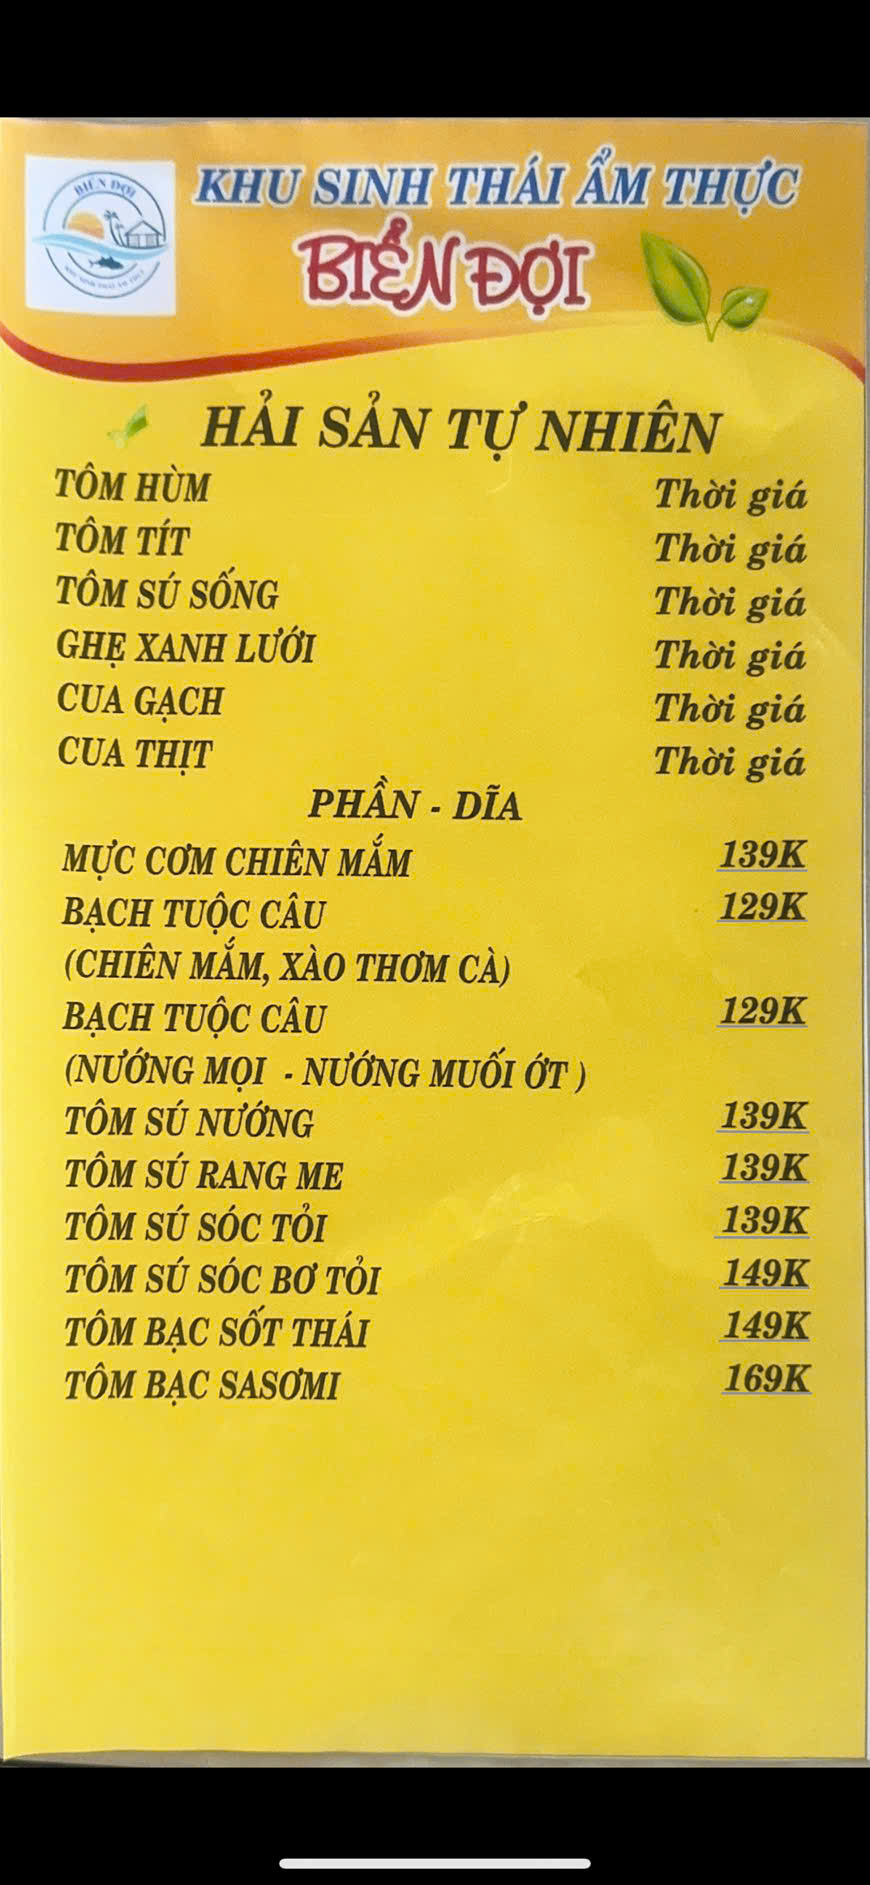 BIỂN ĐỢI
KHU SINH THÁI ẨM THỰC
BIỂN ĐỢI
HẢI SẢN TỰ NHIÊN
TÔM HÙM Thời giá
TÔM TÍT Thời giá
TÔM SÚ SỐNG Thời giá
GHẸ XANH LƯỚI Thời giá
CUA GẠCH Thời giá
CUA THỊT Thời giá
PHẦN - DĨA
MỰC CƠM CHIÊN MẮM 139K
BẠCH TUỘC CÂU 129K
(CHIÊN MẮM, XÀO THƠM CÀ)
BẠCH TUỘC CÂU 129K
(NƯỚNG MỌI - NƯỚNG MUỐI ỚT )
TÔM SÚ NƯỚNG 139K
TÔM SÚ RANG ME 139K
TÔM SÚ SÓC TỎI 139K
TÔM SÚ SÓC BƠ TỎI 149K
TÔM BẠC SỐT THÁI 149K
TÔM BẠC SASƠMI 169K